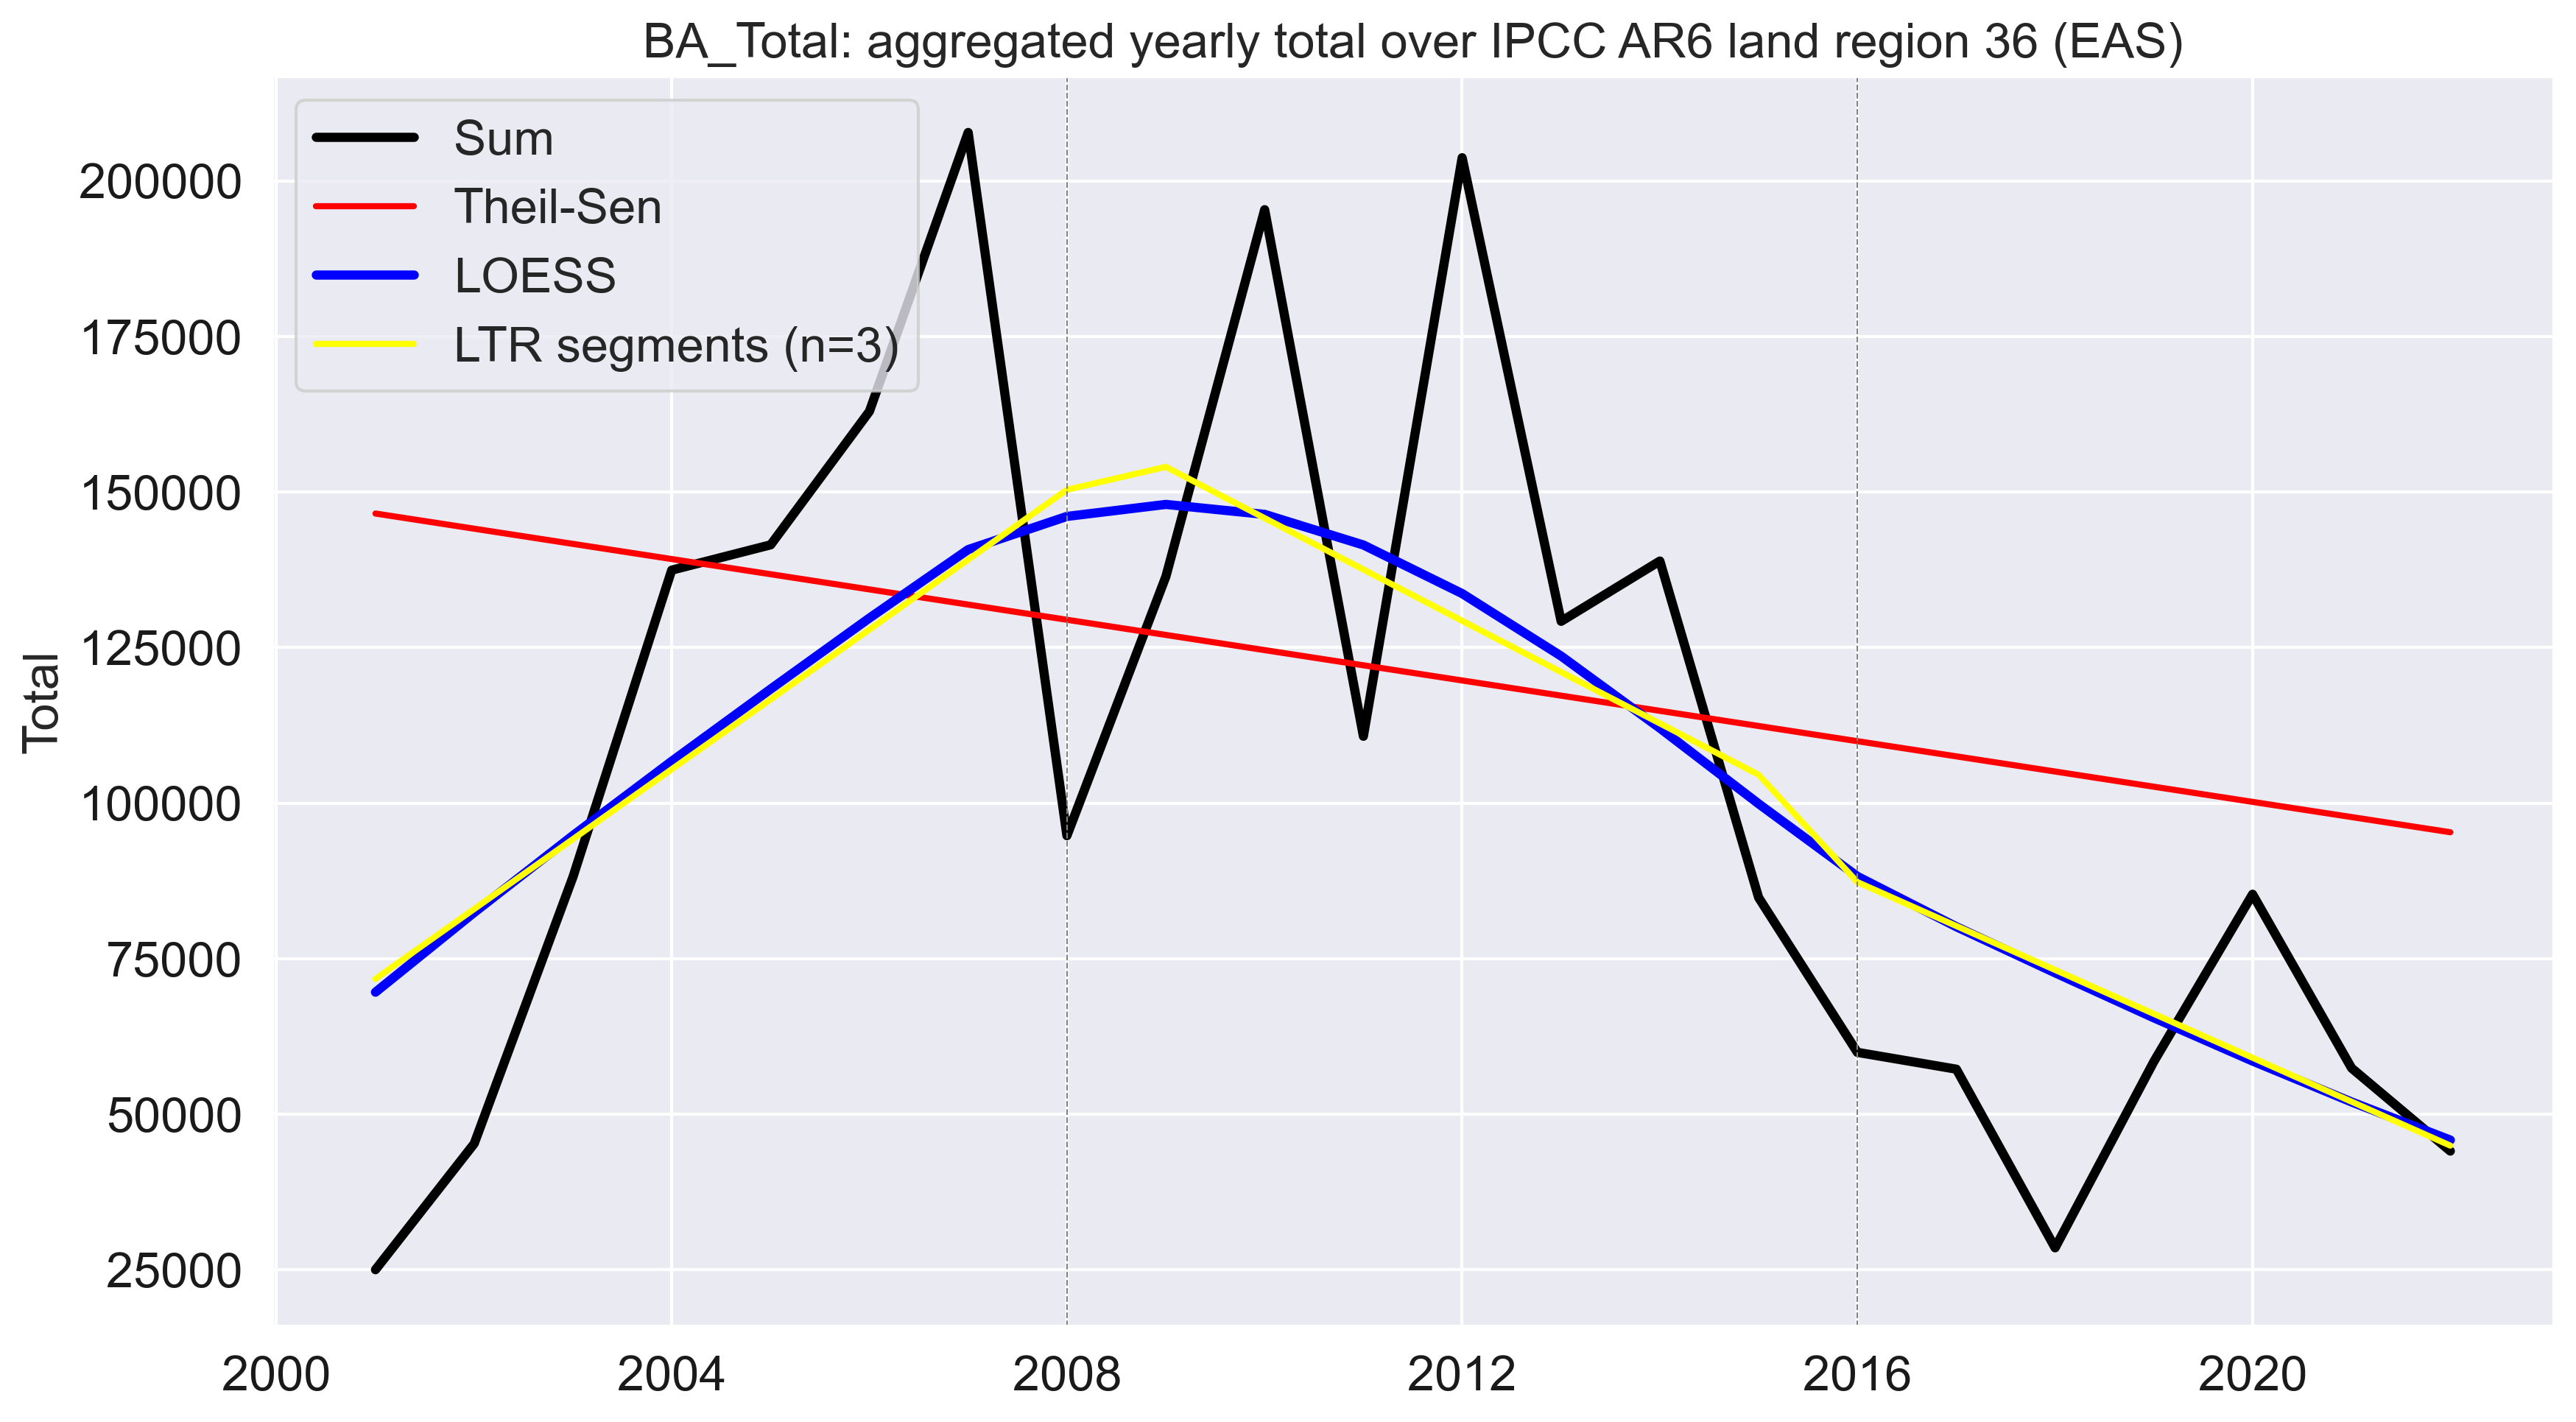 BA_Total: aggregated yearly total over IPCC AR6 land region 36 (EAS)
Sum
Theil-Sen
LOESS
LTR segments (n=3)
Total
200000
175000
150000
125000
100000
75000
50000
25000
2000 2004 2008 2012 2016 2020